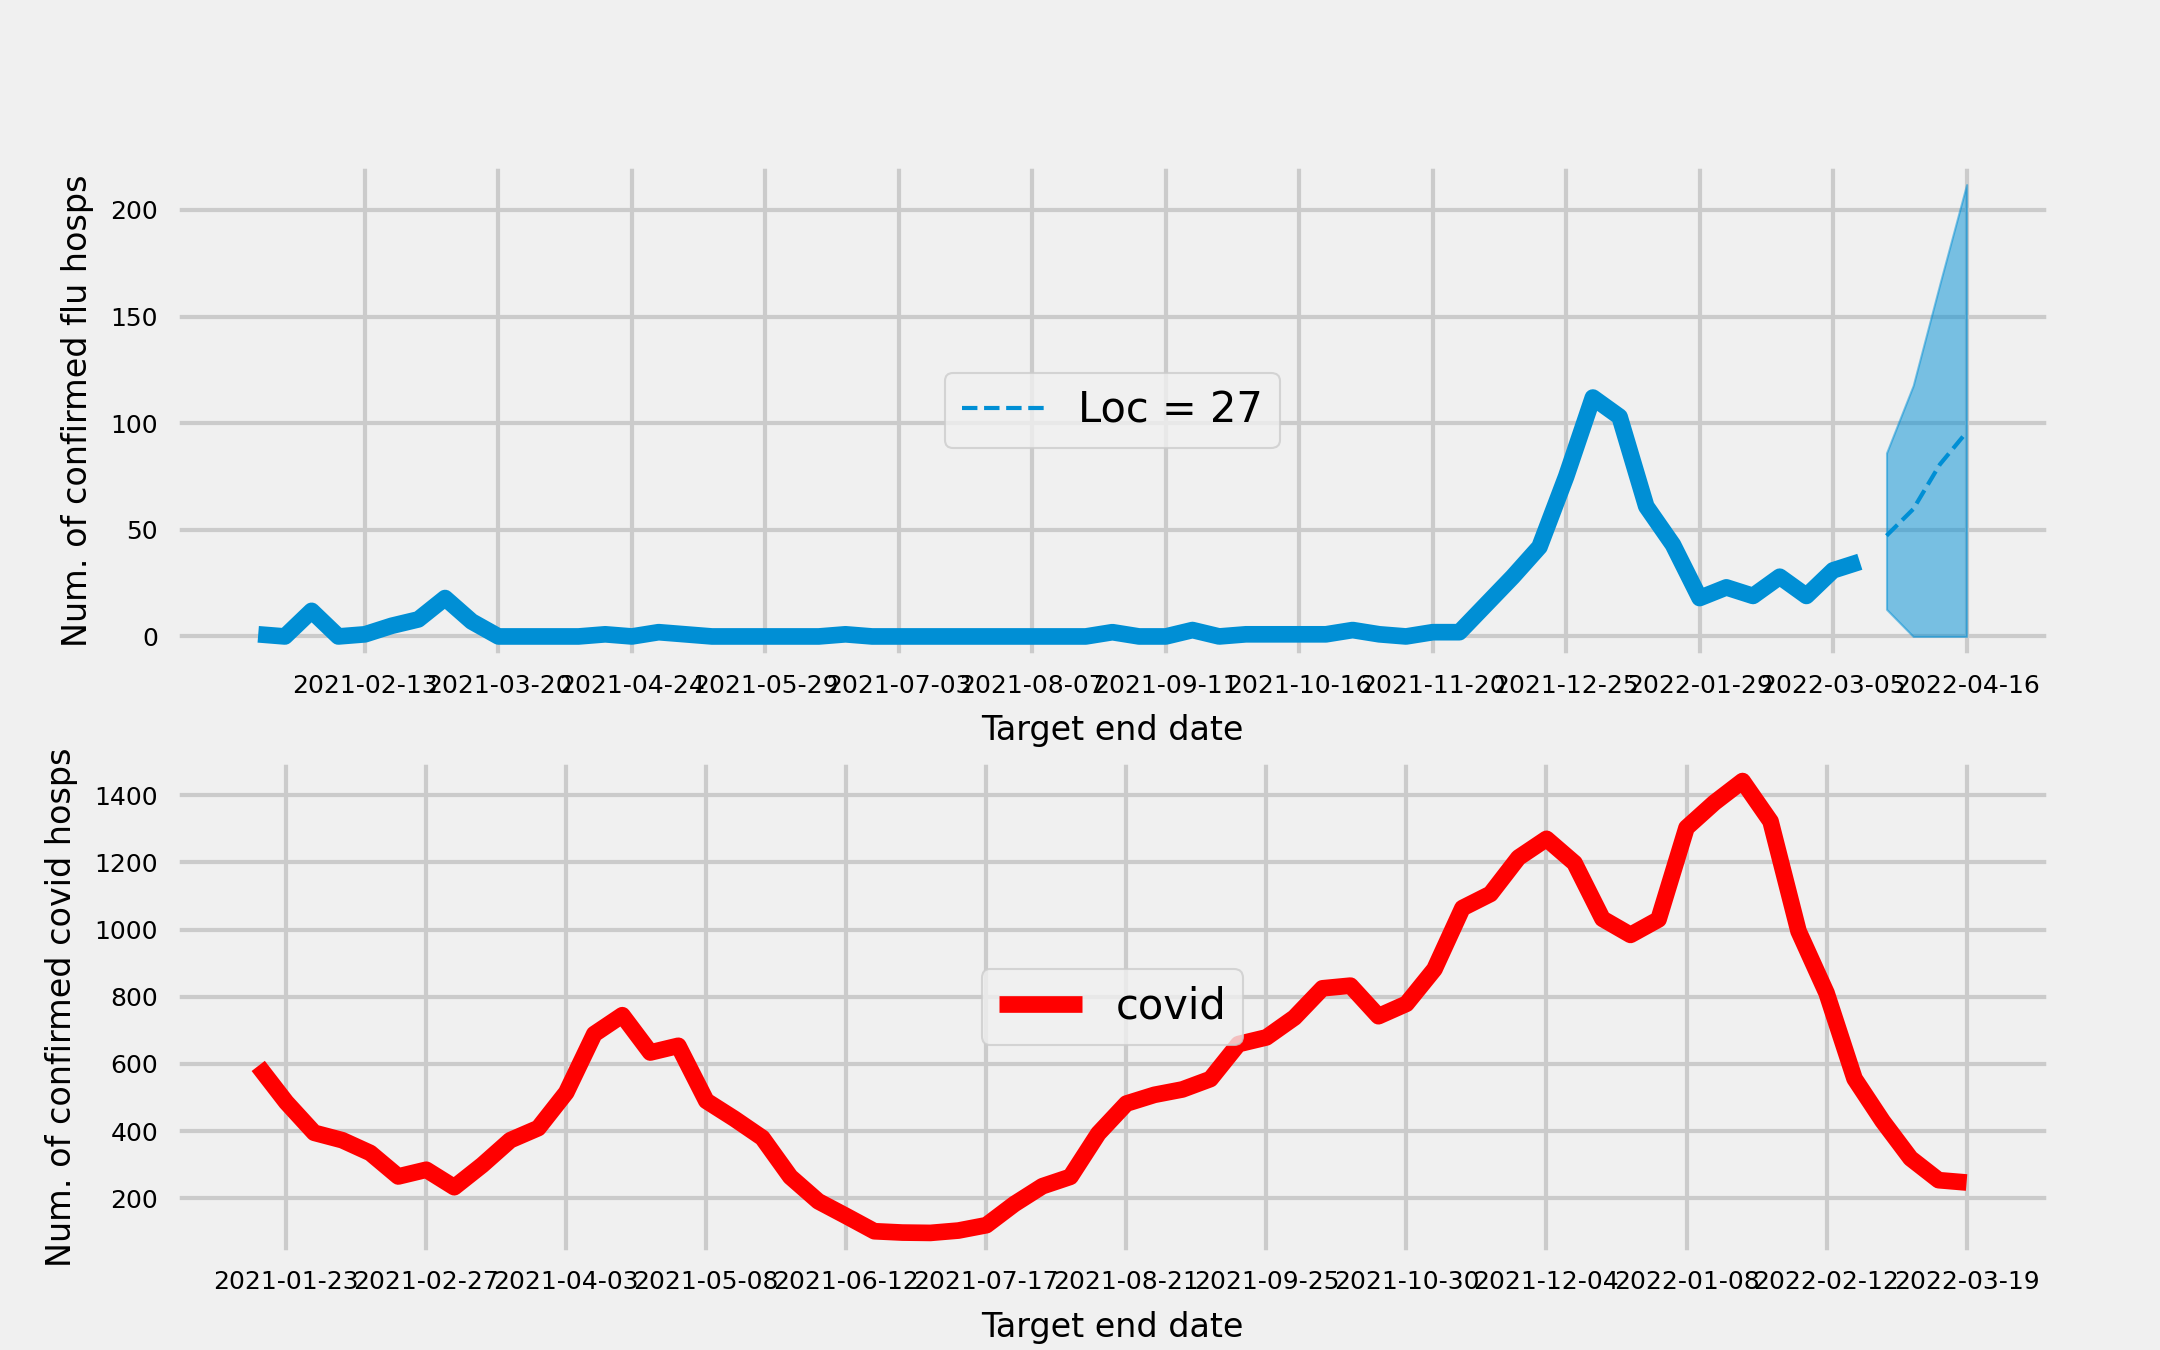 Num. of confirmed flu hosps
200
150
100
50
0
Loc = 27
2021-02-13 2021-03-20 2021-04-24 2021-05-29 2021-07-03 2021-08-07 2021-09-11 2021-10-16 2021-11-20 2021-12-25 2022-01-29 2022-03-05 2022-04-16
Target end date
Num. of confirmed covid hosps
1400
1200
1000
800
600
400
200
covid
2021-01-23 2021-02-27 2021-04-03 2021-05-08 2021-06-12 2021-07-17 2021-08-21 2021-09-25 2021-10-30 2021-12-04 2022-01-08 2022-02-12 2022-03-19
Target end date